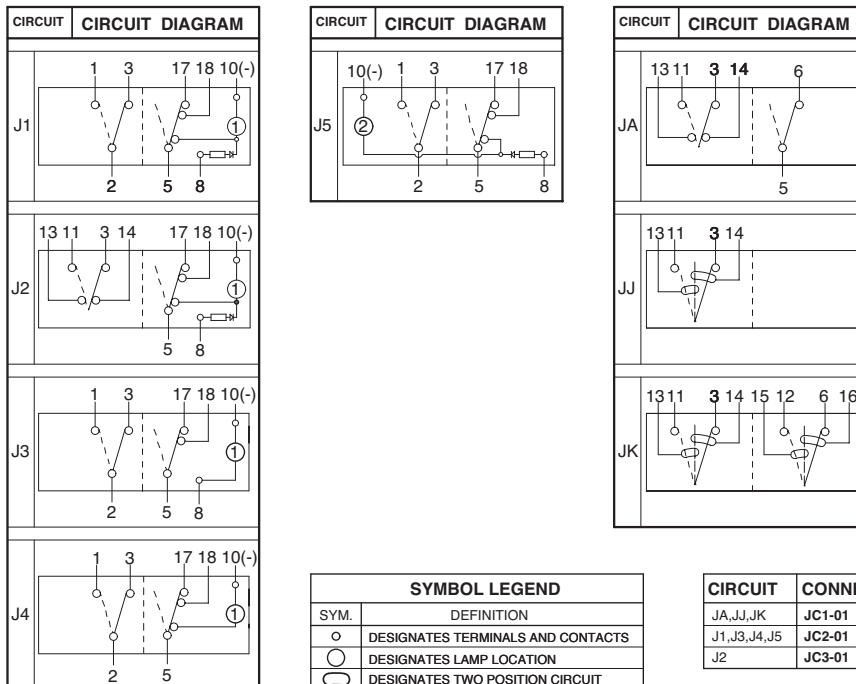 CIRCUIT CIRCUIT DIAGRAM
1 3 17 18 10(-)
J1
1
2 5 8
13 11 3 14 17 18 10(-)
J2
1
5 8
1 3 17 18 10(-)
J3
1
2 5 8
1 3 17 18 10(-)
J4
1
2 5
CIRCUIT CIRCUIT DIAGRAM
10(-) 1 3 17 18
J5
2
2 5 8
CIRCUIT CIRCUIT DIAGRAM
13 11 3 14 6
JA
5
13 11 3 14
JJ
13 11 3 14 15 12 6 16
JK
SYMBOL LEGEND
SYM. DEFINITION
DESIGNATES TERMINALS AND CONTACTS
DESIGNATES LAMP LOCATION
DESIGNATES TWO POSITION CIRCUIT
CIRCUIT CONNE
JA,JJ,JK JC1-01
J1,J3,J4,J5 JC2-01
J2 JC3-01